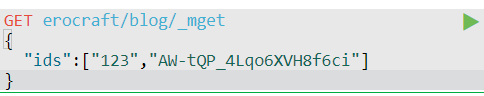 GET erocraft/blog/_mget
{
  "ids":["123","AW-tQP_4Lqo6XVH8f6ci"]
}